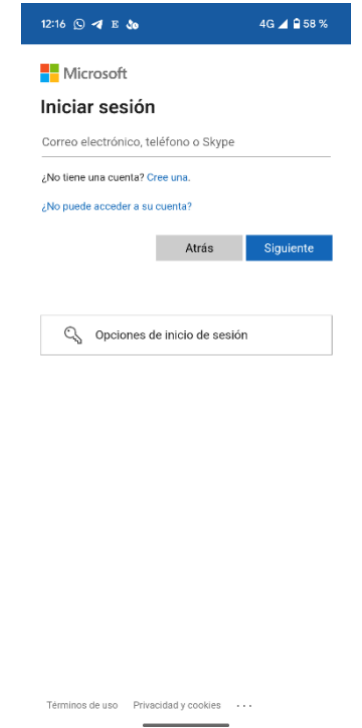 12:16 E
4G 58 %
Microsoft
Iniciar sesión
Correo electrónico, teléfono o Skype
¿No tiene una cuenta? Cree una.
¿No puede acceder a su cuenta?
Atrás
Siguiente
Opciones de inicio de sesión
Términos de uso Privacidad y cookies ...